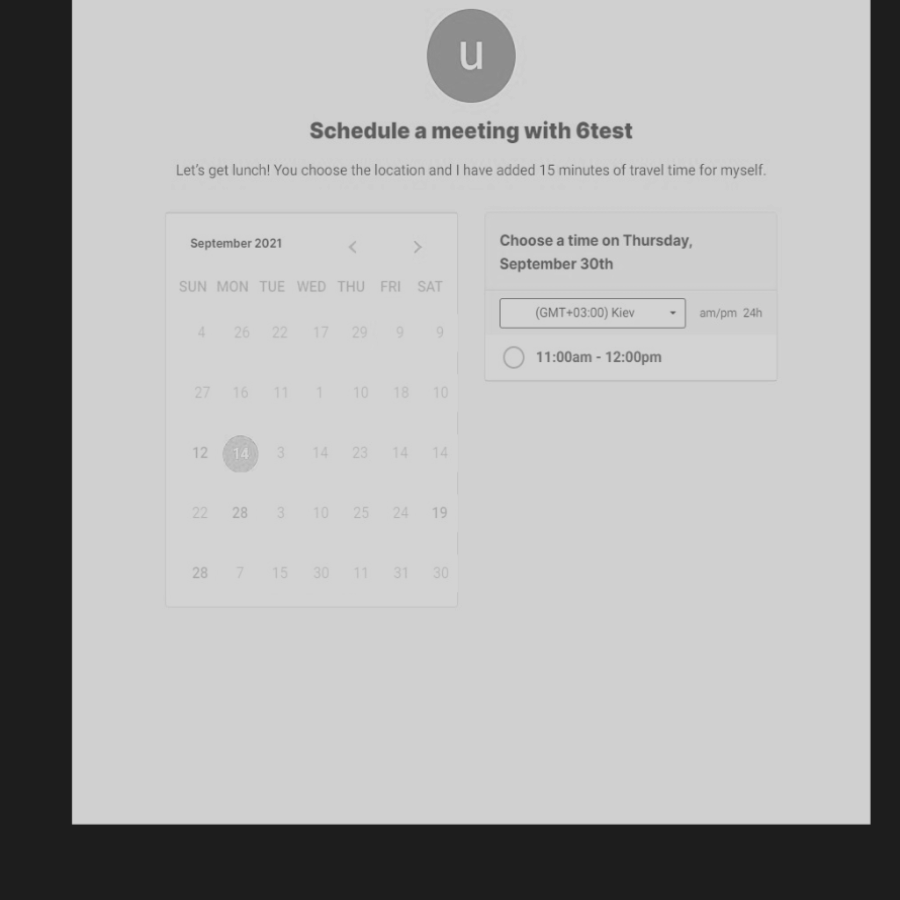 u
Schedule a meeting with 6test
Let's get lunch! You choose the location and I have added 15 minutes of travel time for myself.
September 2021
SUN MON TUE WED THU FRI SAT
4 26 22 17 29 9 9
27 16 11 1 10 18 10
12 14 3 14 23 14 14
22 28 3 10 25 24 19
28 7 15 30 11 31 30
Choose a time on Thursday,
September 30th
(GMT+03:00) Kiev am/pm 24h
11:00am - 12:00pm